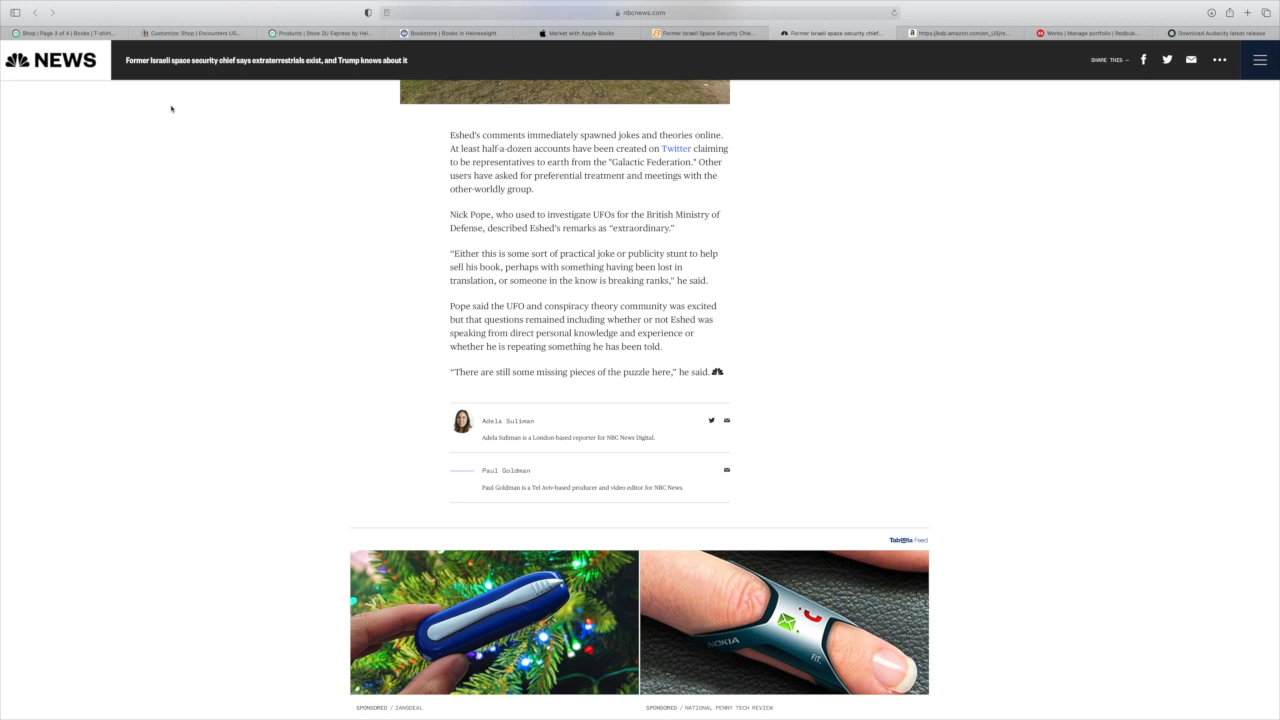 nbcnews.com
Shop | Page 3 of 4 | Books | T-shirt...
Customize: Shop | Encounters US...
Products | Store 3U Express by Hei...
Bookstore | Books in Heinessight
Market with Apple Books
Former Israeli Space Security Chie...
Former Israeli space security chief...
https://kdp.amazon.com/en_US/re...
Works | Manage portfolio | Redbub...
Download Audacity latest release
NEWS
Former Israeli space security chief says extraterrestrials exist, and Trump knows about it
SHARE THIS —
Eshed's comments immediately spawned jokes and theories online.
At least half-a-dozen accounts have been created on Twitter claiming
to be representatives to earth from the "Galactic Federation." Other
users have asked for preferential treatment and meetings with the
other-worldly group.
Nick Pope, who used to investigate UFOs for the British Ministry of
Defense, described Eshed's remarks as “extraordinary.”
“Either this is some sort of practical joke or publicity stunt to help
sell his book, perhaps with something having been lost in
translation, or someone in the know is breaking ranks,” he said.
Pope said the UFO and conspiracy theory community was excited
but that questions remained including whether or not Eshed was
speaking from direct personal knowledge and experience or
whether he is repeating something he has been told.
“There are still some missing pieces of the puzzle here,” he said.
Adela Suliman
Adela Suliman is a London-based reporter for NBC News Digital.
Paul Goldman
Paul Goldman is a Tel Aviv-based producer and video editor for NBC News.
Taboola Feed
NOKIA
FIT.
SPONSORED / ZANGDEAL
SPONSORED / NATIONAL PENNY TECH REVIEW